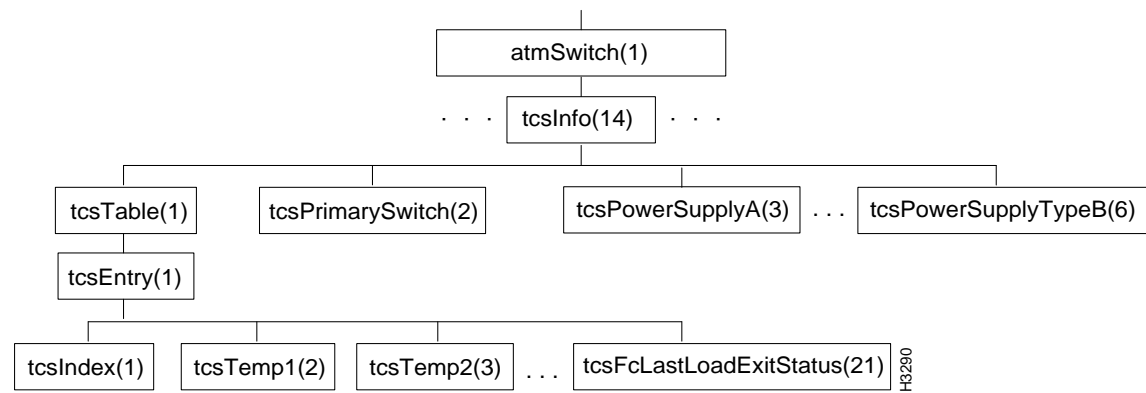 atmSwitch(1)
. . . tcsInfo(14) . . .
tcsTable(1) tcsPrimarySwitch(2) tcsPowerSupplyA(3) . . . tcsPowerSupplyTypeB(6)
tcsEntry(1)
tcsIndex(1) tcsTemp1(2) tcsTemp2(3) . . . tcsFcLastLoadExitStatus(21)
H3290